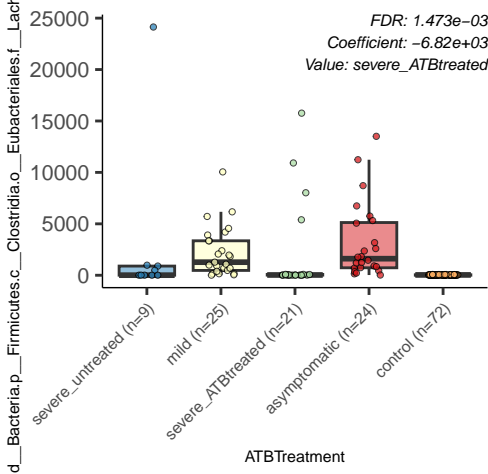 d__Bacteria.p__Firmicutes.c__Clostridia.o__Eubacteriales.f__Lach
25000
20000
15000
10000
5000
0
FDR: 1.473e−03
Coefficient: −6.82e+03
Value: severe_ATBtreated
severe_untreated (n=9)
mild (n=25)
severe_ATBtreated (n=21)
asymptomatic (n=24)
control (n=72)
ATBTreatment